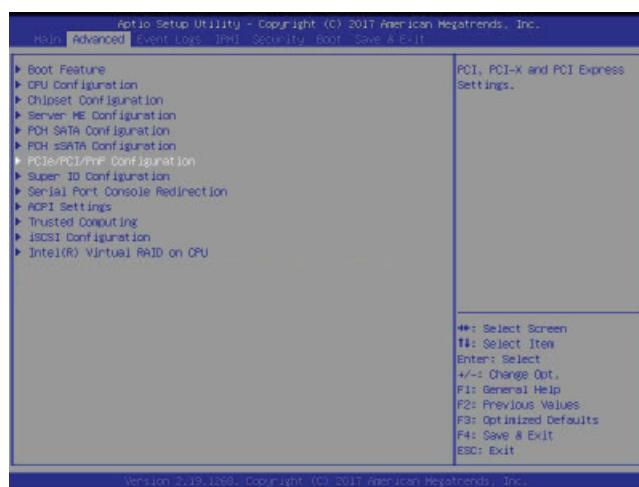 Aptio Setup Utility - Copyright (C) 2017 American Megatrends, Inc.
Main Advanced Event Logs IPMI Security Boot Save & Exit
Boot Feature
CPU Configuration
Chipset Configuration
Server ME Configuration
PCH SATA Configuration
PCH sSATA Configuration
PCIe/PCI/PnP Configuration
Super IO Configuration
Serial Port Console Redirection
ACPI Settings
Trusted Computing
iSCSI Configuration
Intel(R) Virtual RAID on CPU
PCI, PCI-X and PCI Express
Settings.
↔: Select Screen
↑↓: Select Item
Enter: Select
+/-: Change Opt.
F1: General Help
F2: Previous Values
F3: Optimized Defaults
F4: Save & Exit
ESC: Exit
Version 2.19.1268. Copyright (C) 2017 American Megatrends, Inc.